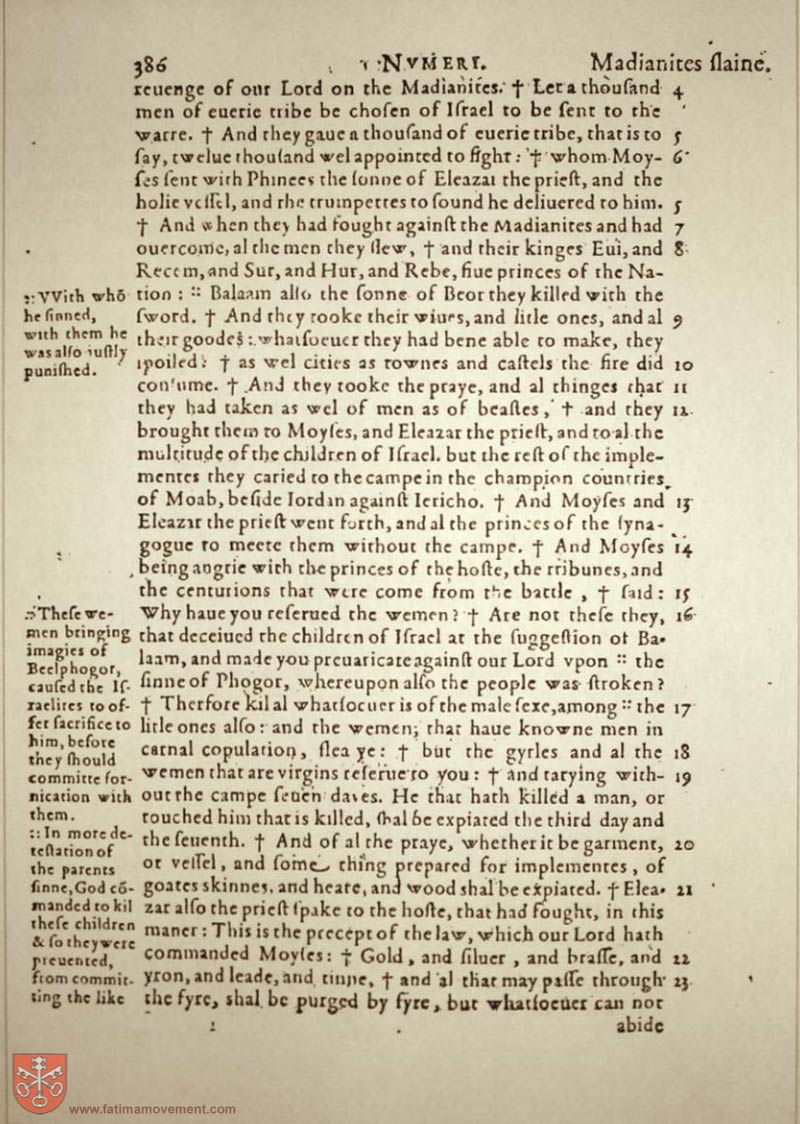 386 NVMERI. Madianites ſlaine.
reuenge of our Lord on the Madianites. † Let a thouſand 4
men of euerie tribe be choſen of Iſrael to be ſent to the
warre. † And they gaue a thouſand of euerie tribe, that is to 5
ſay, twelue thouſand wel appointed to fight: † whom Moy- 6
ſes ſent with Phinees the ſonne of Eleazar the prieſt, and the
holie veſſel, and the trumpettes to ſound he deliuered to him. 5
† And when they had fought againſt the Madianites and had 7
ouercome, al the men they ſlew, † and their kinges Eui, and 8
Recem, and Sur, and Hur, and Rebe, fiue princes of the Na-
tion: :: Balaam alſo the ſonne of Beor they killed with the
ſword. † And they tooke their wiues, and litle ones, and al 9
their goodes: whatſoeuer they had bene able to make, they
ſpoiled: † as wel cities as townes and caſtels the fire did 10
conſume. † And they tooke the praye, and al thinges that 11
they had taken as wel of men as of beaſtes, † and they 12
brought them to Moyſes, and Eleazar the prieſt, and to al the
multitude of the children of Iſrael. but the reſt of the imple-
mentes they caried to the campe in the champion countries
of Moab, beſide Iordan againſt Iericho. † And Moyſes and 13
Eleazar the prieſt went forth, and al the princes of the ſyna-
gogue to meete them without the campe. † And Moyſes 14
being angrie with the princes of the hoſte, the tribunes, and
the centurions that were come from the battle, † ſaid: 15
Why haue you reſerued the wemen? † Are not theſe they, 16
that deceiued the children of Iſrael at the ſuggeſtion of Ba-
laam, and made you preuaricate againſt our Lord vpon :: the
ſinne of Phogor, whereupon alſo the people was ſtroken?
† Therfore kil al whatſoeuer is of the male ſexe, among :: the 17
litle ones alſo: and the wemen, that haue knowne men in
carnal copulation, ſlea ye: † but the gyrles and al the 18
wemen that are virgins reſerue to you: † and tarying with- 19
out the campe ſeuen dayes. He that hath killed a man, or
touched him that is killed, ſhal be expiated the third day and
the ſeuenth. † And of al the praye, whether it be garment, 20
or veſſel, and ſome thing prepared for implementes, of
goates skinnes, and heare, and wood shal be expiated. † Elea- 21
zar alſo the prieſt ſpake to the hoſte, that had fought, in this
maner: This is the precept of the law, which our Lord hath
commanded Moyſes: † Gold, and ſiluer, and braſſe, and 22
yron, and leade, and tinne, † and al that may paſſe through 23
the fyre, shal be purged by fyre, but whatſoeuer can not
abide
:: VVith whō
he ſinned,
with them he
was alſo iuſtly
puniſhed.
:: Theſe we-
men bringing
imagies of
Beelphogor,
cauſed the Iſ-
raelites to of-
fer ſacrifice to
him, before
they ſhould
committe for-
nication with
them.
:: In more de-
teſtation of
the parents
ſinne, God cō-
manded to kil
theſe children
& ſo they were
preuented,
from commit-
ting the like
www.fatimamovement.com